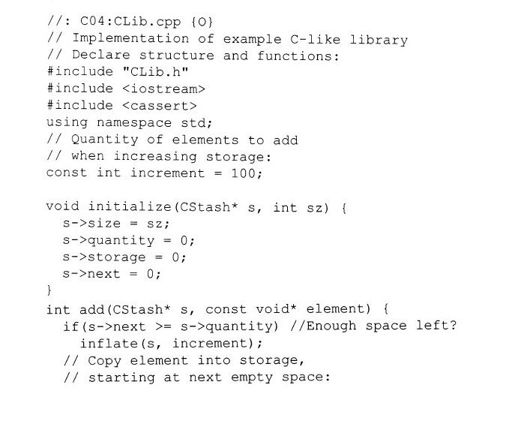 //: C04:CLib.cpp {O}
// Implementation of example C-like library
// Declare structure and functions:
#include "CLib.h"
#include <iostream>
#include <cassert>
using namespace std;
// Quantity of elements to add
// when increasing storage:
const int increment = 100;

void initialize(CStash* s, int sz) {
  s->size = sz;
  s->quantity = 0;
  s->storage = 0;
  s->next = 0;
}
int add(CStash* s, const void* element) {
  if(s->next >= s->quantity) //Enough space left?
    inflate(s, increment);
  // Copy element into storage,
  // starting at next empty space: